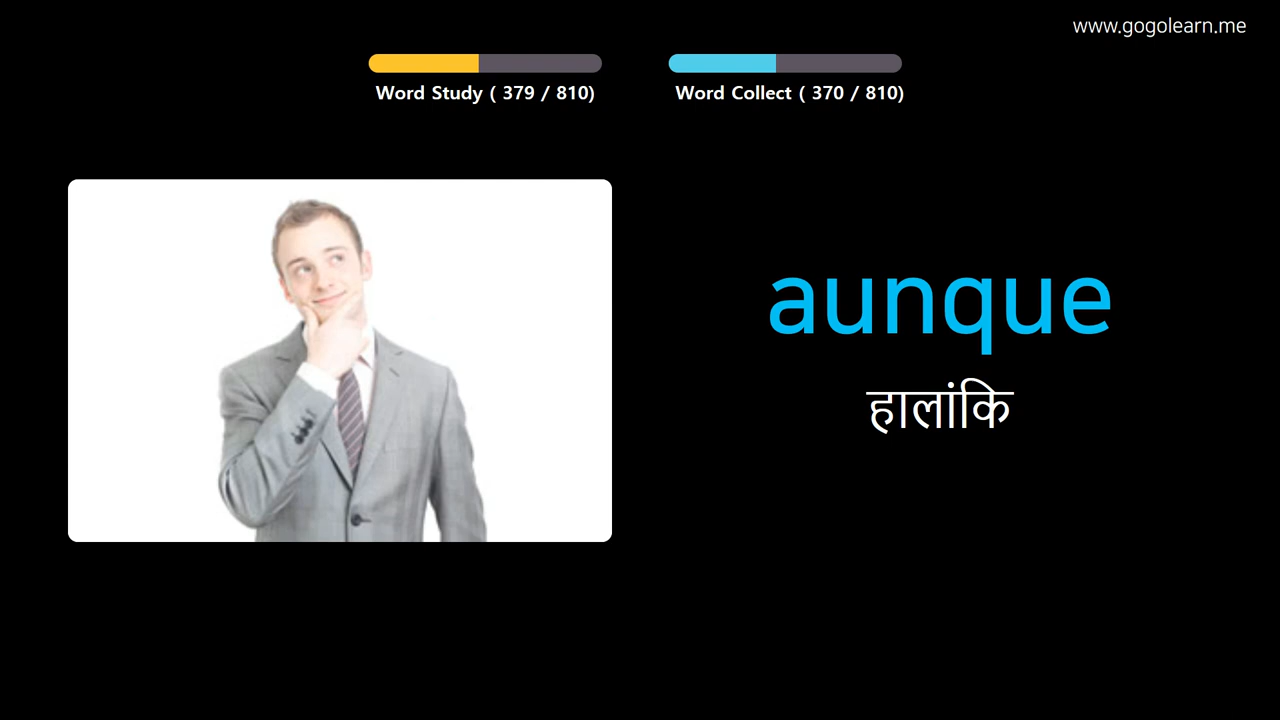 www.gogolearn.me
Word Study ( 379 / 810)
Word Collect ( 370 / 810)
aunque
हालांकि